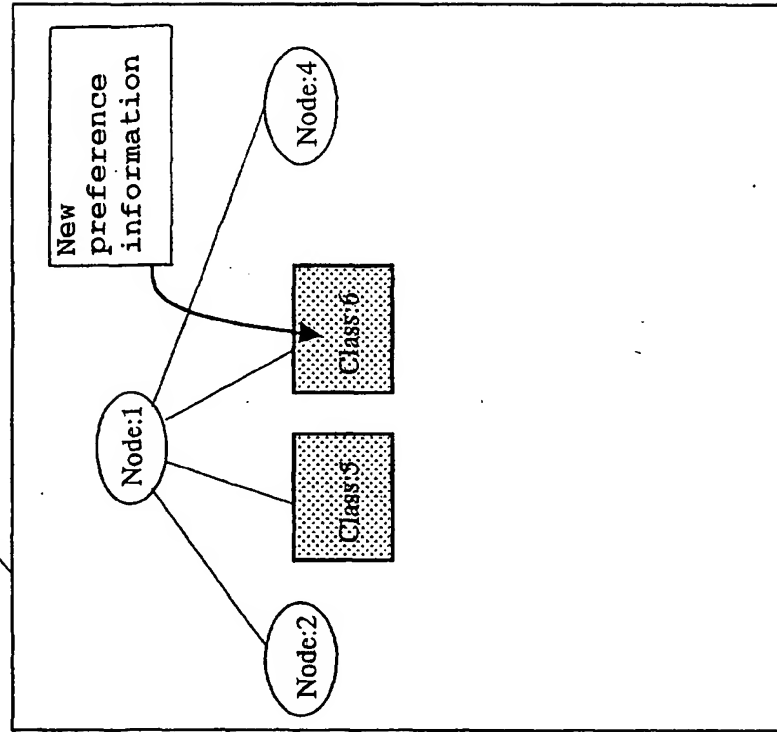 New
preference
information
Node:1
Node:2
Class:5
Class:6
Node:4